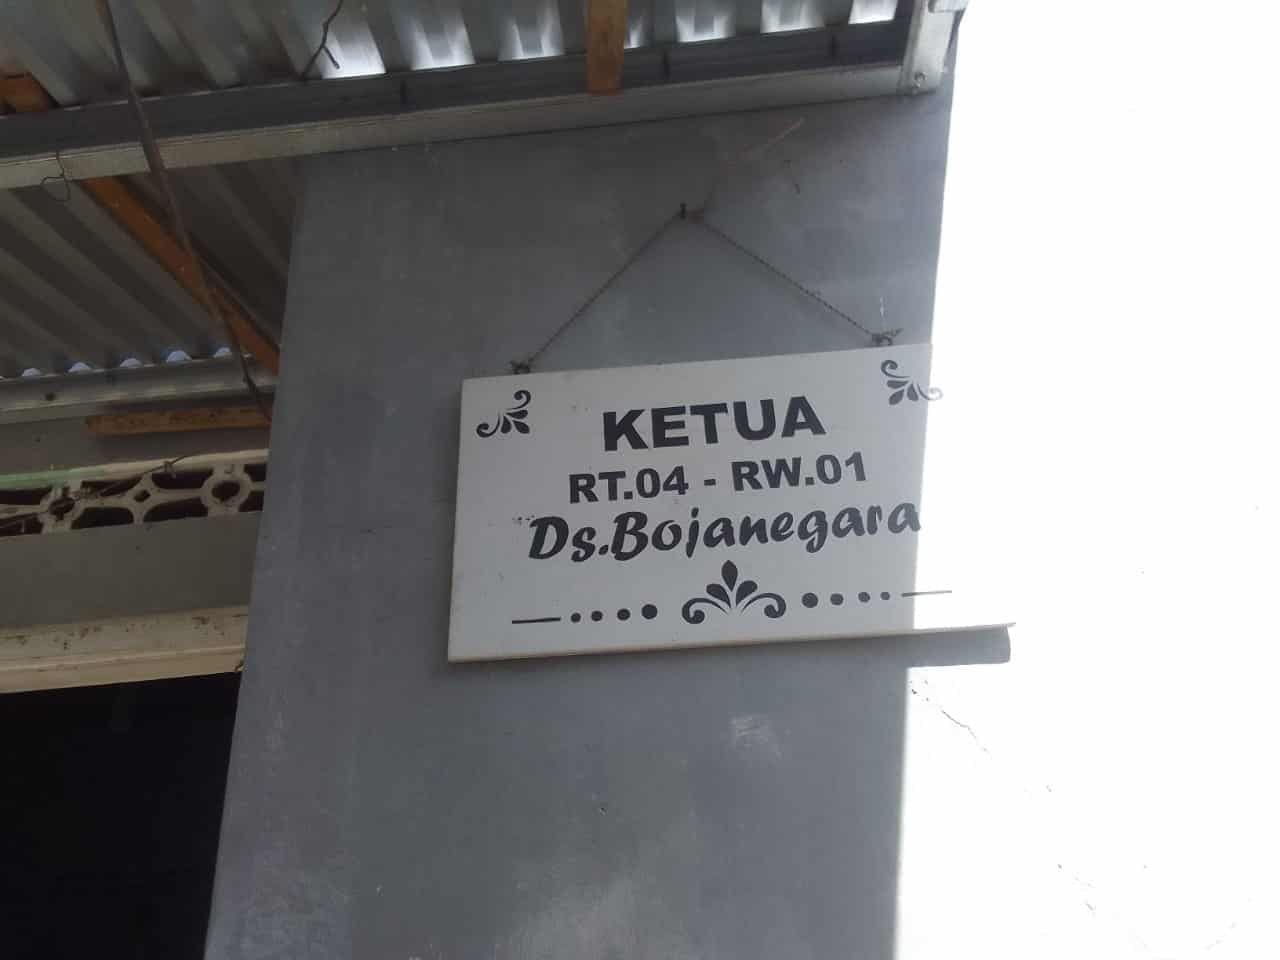 KETUA
RT.04 - RW.01
Ds.Bojanegara